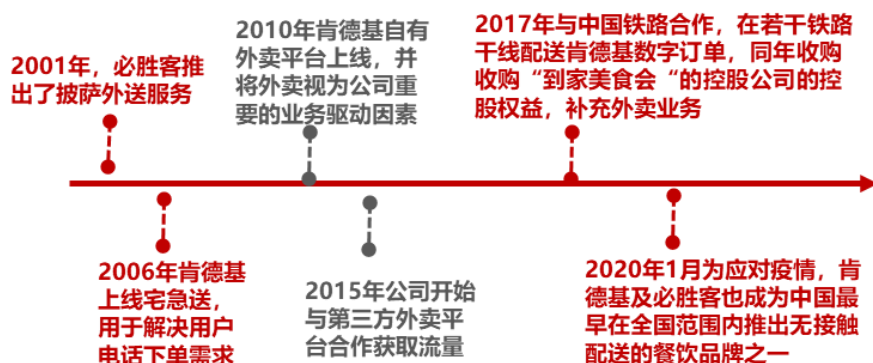 2001年，必胜客推
出了披萨外送服务
2010年肯德基自有
外卖平台上线，并
将外卖视为公司重
要的业务驱动因素
2017年与中国铁路合作，在若干铁路
干线配送肯德基数字订单，同年收购
收购“到家美食会“的控股公司的控
股权益，补充外卖业务
2006年肯德基
上线宅急送，
用于解决用户
电话下单需求
2015年公司开始
与第三方外卖平
台合作获取流量
2020年1月为应对疫情，肯
德基及必胜客也成为中国最
早在全国范围内推出无接触
配送的餐饮品牌之一